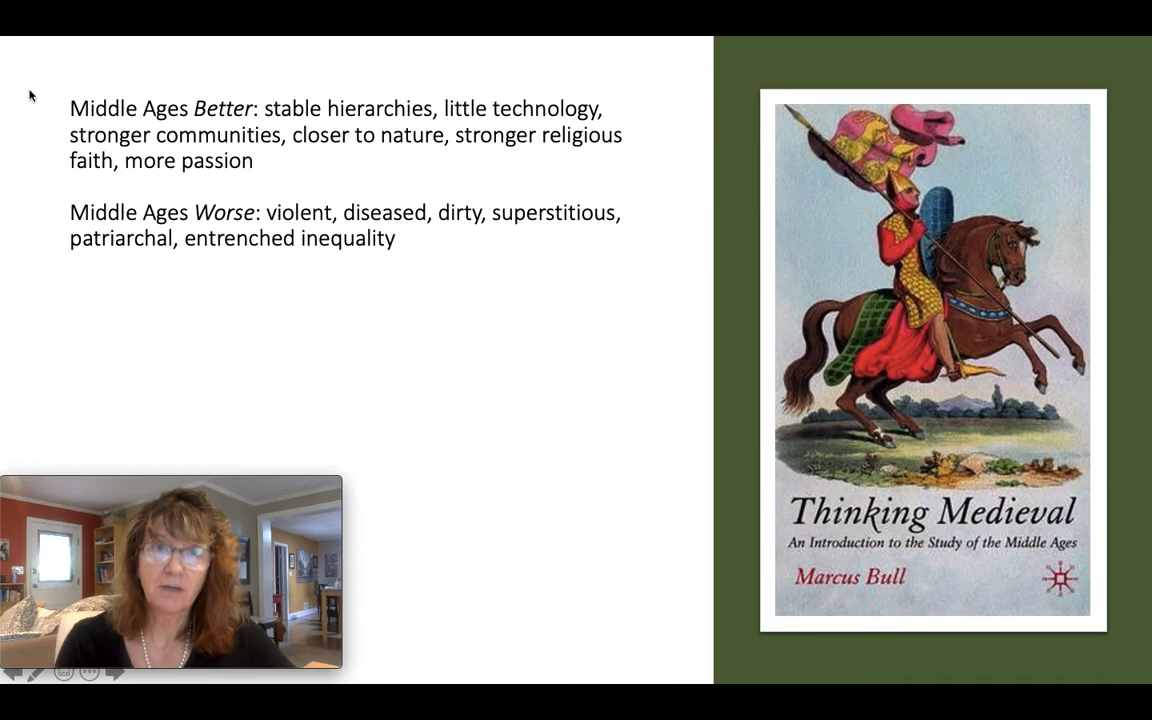 Middle Ages Better: stable hierarchies, little technology,
stronger communities, closer to nature, stronger religious
faith, more passion
Middle Ages Worse: violent, diseased, dirty, superstitious,
patriarchal, entrenched inequality
Thinking Medieval
An Introduction to the Study of the Middle Ages
Marcus Bull